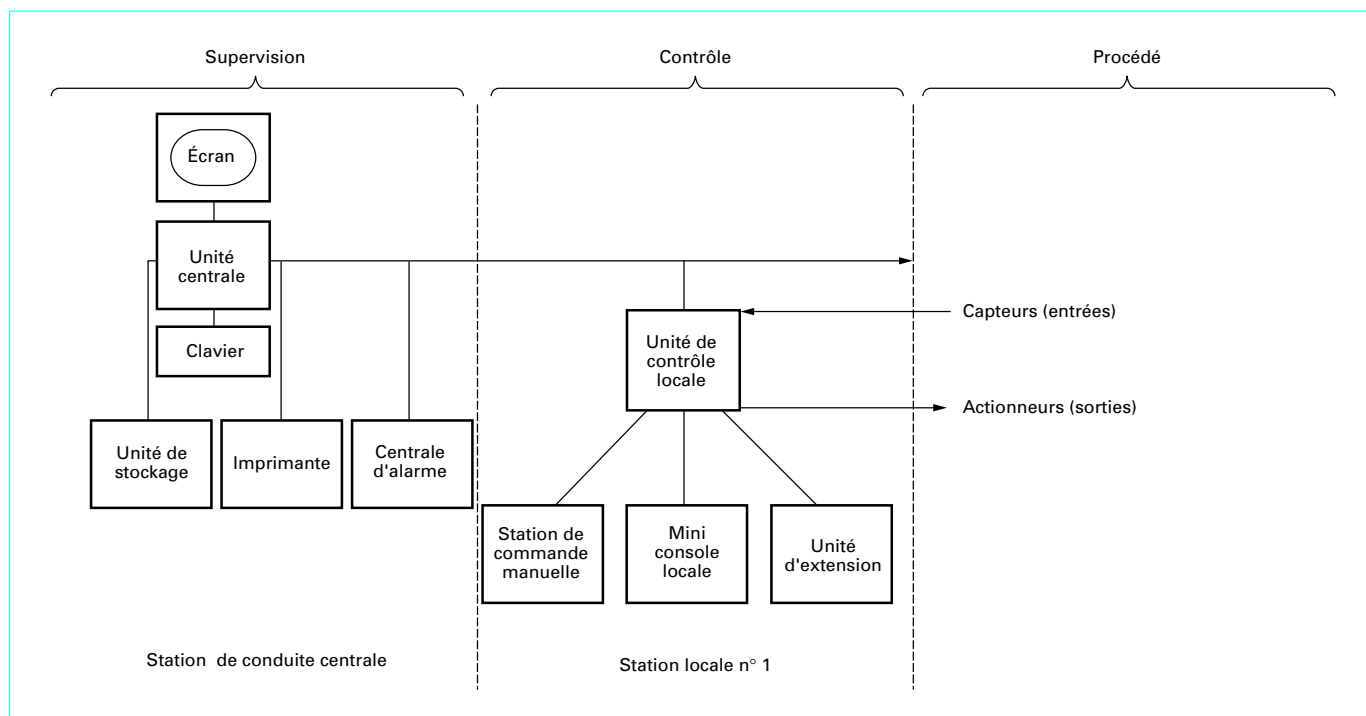 Supervision
Contrôle
Procédé
Écran
Unité
centrale
Clavier
Capteurs (entrées)
Unité de
contrôle
locale
Actionneurs (sorties)
Unité de
stockage
Imprimante
Centrale
d'alarme
Station de
commande
manuelle
Mini
console
locale
Unité
d'extension
Station de conduite centrale
Station locale n° 1